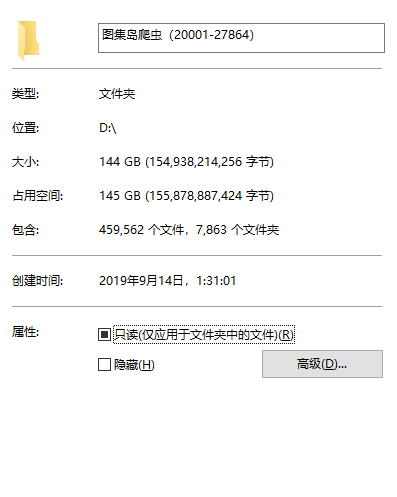 图集岛爬虫（20001-27864）
类型: 文件夹
位置: D:\
大小: 144 GB (154,938,214,256 字节)
占用空间: 145 GB (155,878,887,424 字节)
包含: 459,562 个文件，7,863 个文件夹
创建时间: 2019年9月14日，1:31:01
属性: 只读(仅应用于文件夹中的文件)(R)
隐藏(H) 高级(D)...